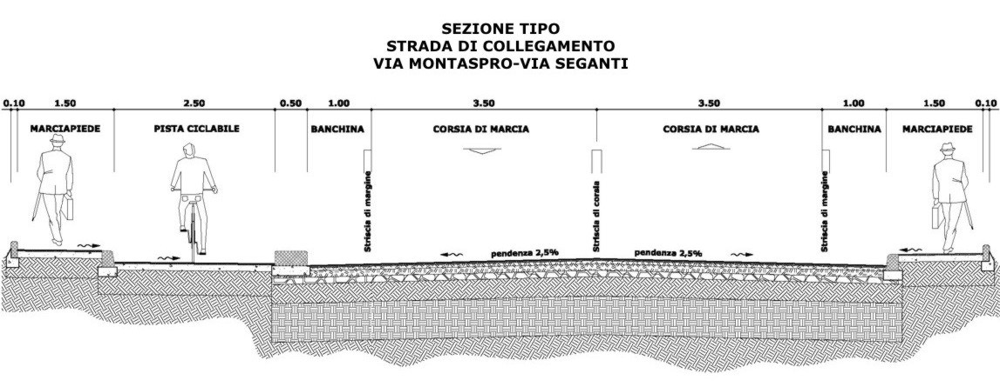 SEZIONE TIPO
STRADA DI COLLEGAMENTO
VIA MONTASPRO-VIA SEGANTI
0.10 1.50 2.50 0.50 1.00 3.50 3.50 1.00 1.50 0.10
MARCIAPIEDE PISTA CICLABILE BANCHINA CORSIA DI MARCIA CORSIA DI MARCIA BANCHINA MARCIAPIEDE
Striscia di margine
Striscia di corsia
Striscia di margine
pendenza 2,5% pendenza 2,5%